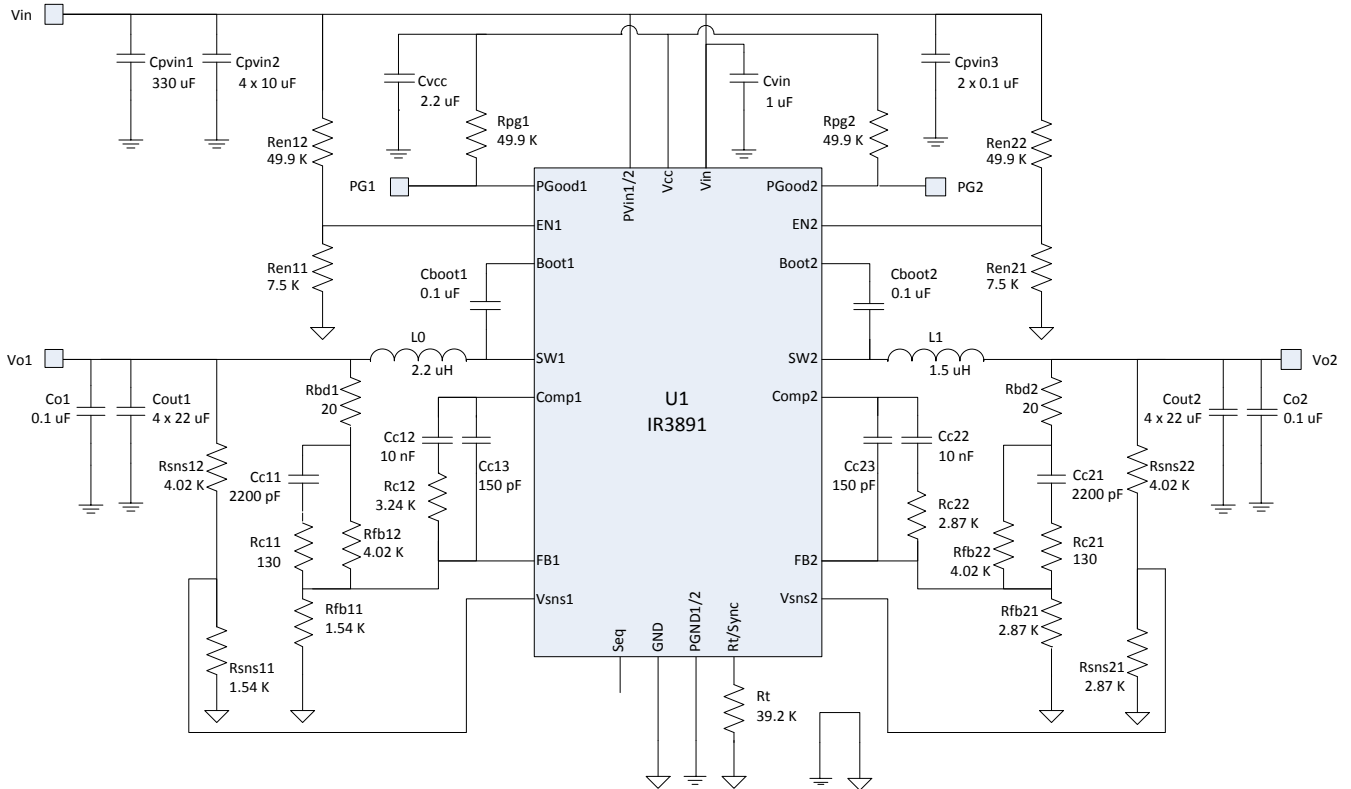 Vin
Cpvin1
330 uF
Cpvin2
4 x 10 uF
Cvcc
2.2 uF
Cvin
1 uF
Cpvin3
2 x 0.1 uF
Ren12
49.9 K
Rpg1
49.9 K
Rpg2
49.9 K
Ren22
49.9 K
PG1
PGood1
PVin1/2
Vcc
Vin
PGood2
PG2
EN1
EN2
Ren11
7.5 K
Boot1
Boot2
Ren21
7.5 K
Cboot1
0.1 uF
Cboot2
0.1 uF
Vo1
L0
2.2 uH
SW1
SW2
L1
1.5 uH
Vo2
Co1
0.1 uF
Cout1
4 x 22 uF
Rbd1
20
Comp1
U1
IR3891
Comp2
Rbd2
20
Cout2
4 x 22 uF
Co2
0.1 uF
Rsns12
4.02 K
Cc11
2200 pF
Cc12
10 nF
Cc13
150 pF
Rc12
3.24 K
Cc23
150 pF
Cc22
10 nF
Rc22
2.87 K
Cc21
2200 pF
Rsns22
4.02 K
Rc11
130
Rfb12
4.02 K
FB1
FB2
Rfb22
4.02 K
Rc21
130
Vsns1
Vsns2
Rfb11
1.54 K
Rfb21
2.87 K
Rsns11
1.54 K
Seq
GND
PGND1/2
Rt/Sync
Rsns21
2.87 K
Rt
39.2 K